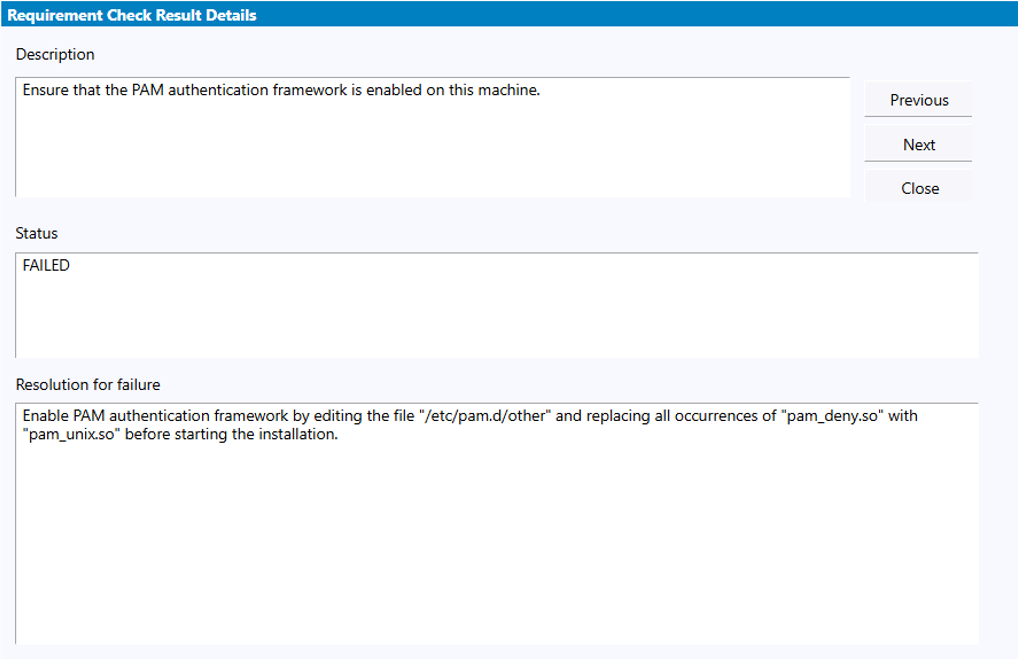 Requirement Check Result Details
Description
Ensure that the PAM authentication framework is enabled on this machine.
Previous
Next
Close
Status
FAILED
Resolution for failure
Enable PAM authentication framework by editing the file "/etc/pam.d/other" and replacing all occurrences of "pam_deny.so" with
"pam_unix.so" before starting the installation.